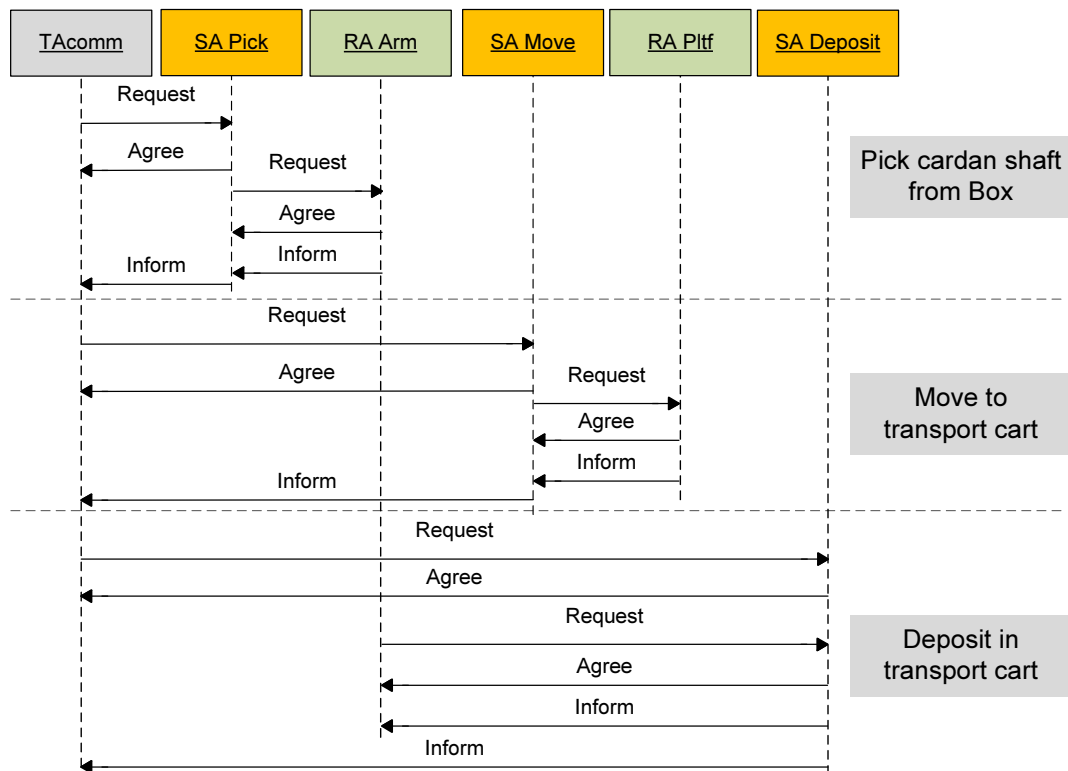 TAcomm
SA Pick
RA Arm
SA Move
RA Pltf
SA Deposit
Request
Agree
Request
Agree
Inform
Inform
Pick cardan shaft
from Box
Request
Agree
Request
Agree
Inform
Inform
Move to
transport cart
Request
Agree
Request
Agree
Inform
Inform
Deposit in
transport cart